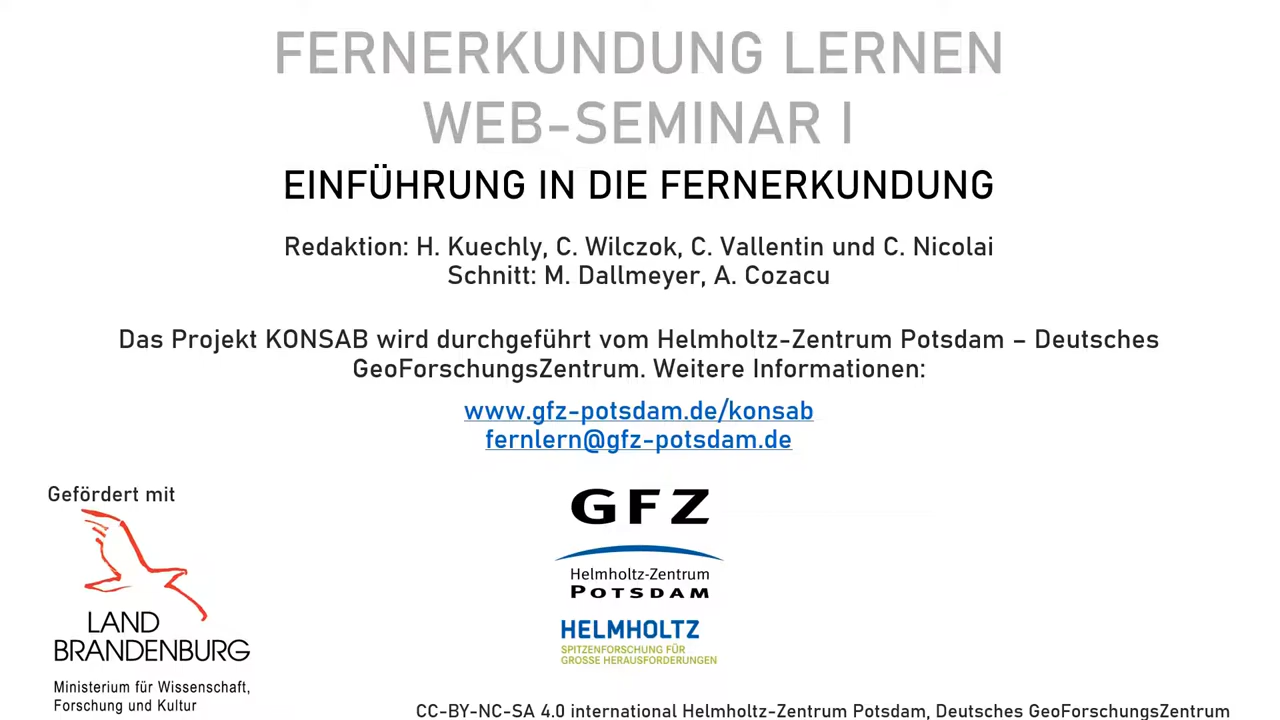 FERNERKUNDUNG LERNEN
WEB-SEMINAR I
EINFÜHRUNG IN DIE FERNERKUNDUNG
Redaktion: H. Kuechly, C. Wilczok, C. Vallentin und C. Nicolai
Schnitt: M. Dallmeyer, A. Cozacu
Das Projekt KONSAB wird durchgeführt vom Helmholtz-Zentrum Potsdam – Deutsches
GeoForschungsZentrum. Weitere Informationen:
www.gfz-potsdam.de/konsab
fernlern@gfz-potsdam.de
Gefördert mit
LAND
BRANDENBURG
Ministerium für Wissenschaft,
Forschung und Kultur
GFZ
Helmholtz-Zentrum
POTSDAM
HELMHOLTZ
SPITZENFORSCHUNG FÜR
GROSSE HERAUSFORDERUNGEN
CC-BY-NC-SA 4.0 international Helmholtz-Zentrum Potsdam, Deutsches GeoForschungsZentrum